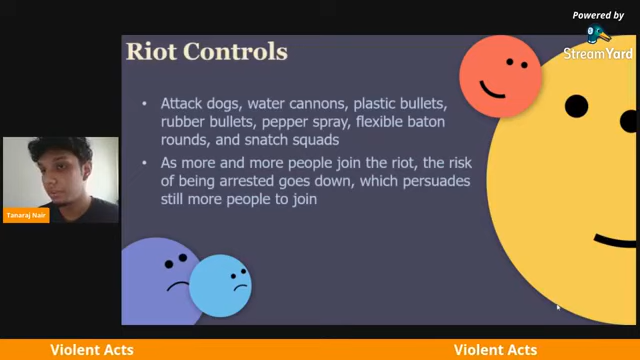 Powered by
StreamYard
Riot Controls
• Attack dogs, water cannons, plastic bullets,
rubber bullets, pepper spray, flexible baton
rounds, and snatch squads
• As more and more people join the riot, the risk
of being arrested goes down, which persuades
still more people to join
Tanaraj Nair
Violent Acts
Violent Acts